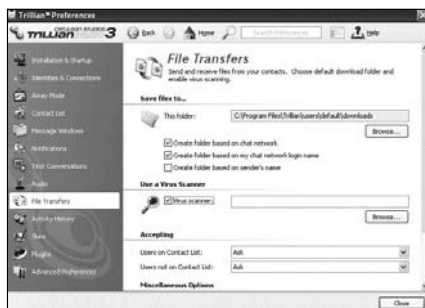 Trillian™ Preferences
CERULEAN STUDIOS
TRILLIAN 3
Back
Home
Search Preferences
Help
Installation & Startup
Identities & Connections
Away Mode
Contact List
Message Windows
Notifications
Text Conversations
Audio
File Transfers
Activity History
Skins
Plugins
Advanced Preferences
File Transfers
Send and receive files from your contacts. Choose default download folder and
enable virus scanning.
Save files to...
This folder:
C:\Program Files\Trillian\users\default\downloads
Browse...
Create folder based on chat network
Create folder based on my chat network login name
Create folder based on sender's name
Use a Virus Scanner
Virus scanner:
Browse...
Accepting
Users on Contact List:
Ask
Users not on Contact List:
Ask
Miscellaneous Options
Close